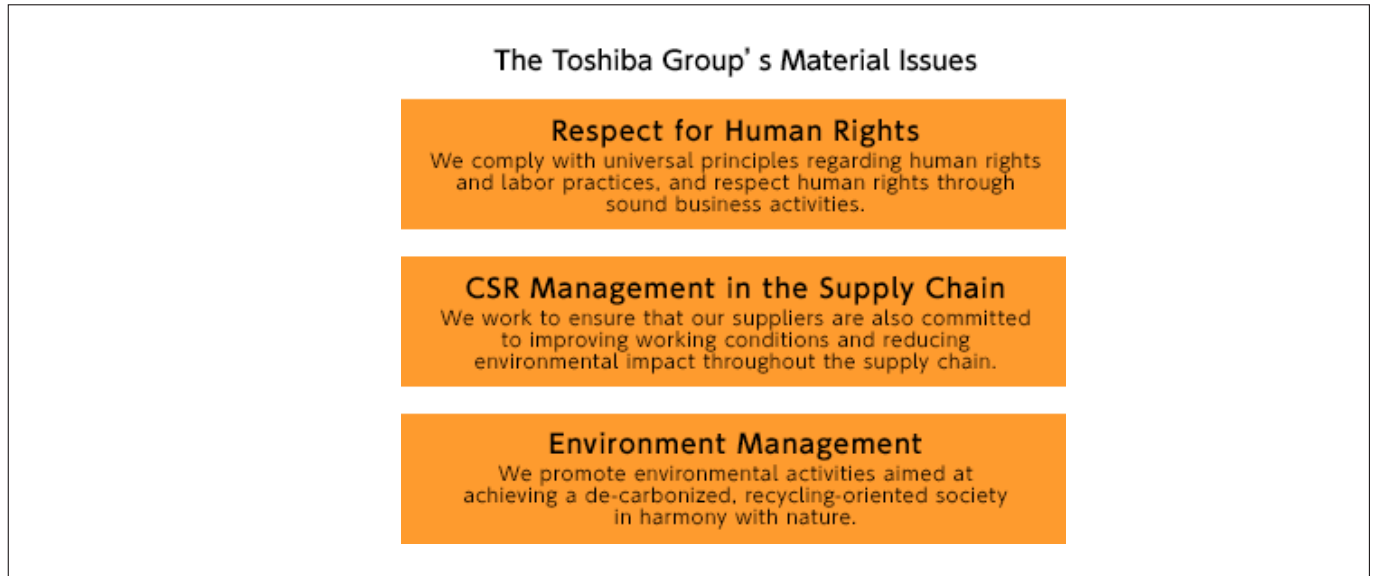 The Toshiba Group’ s Material Issues
Respect for Human Rights
We comply with universal principles regarding human rights
and labor practices, and respect human rights through
sound business activities.
CSR Management in the Supply Chain
We work to ensure that our suppliers are also committed
to improving working conditions and reducing
environmental impact throughout the supply chain.
Environment Management
We promote environmental activities aimed at
achieving a de-carbonized, recycling-oriented society
in harmony with nature.